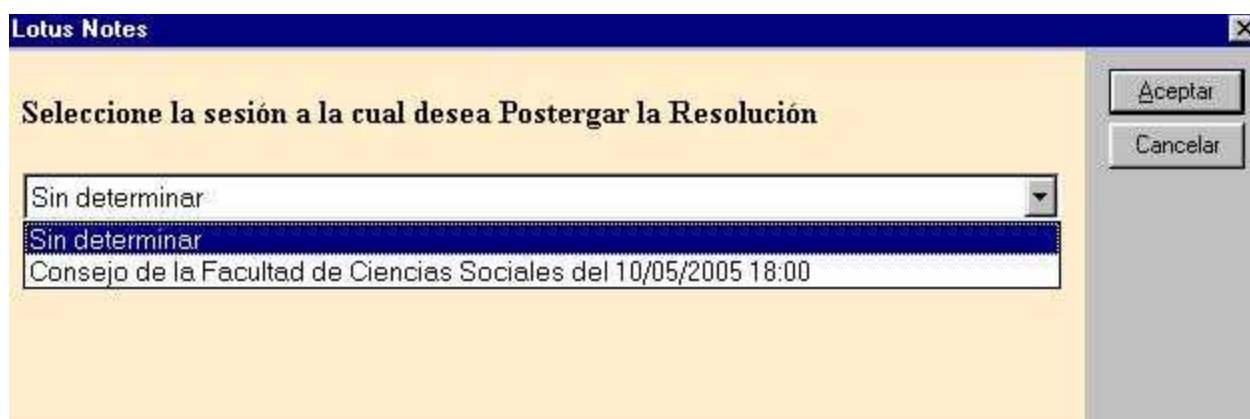 Lotus Notes
Seleccione la sesión a la cual desea Postergar la Resolución
Aceptar
Cancelar
Sin determinar
Sin determinar
Consejo de la Facultad de Ciencias Sociales del 10/05/2005 18:00